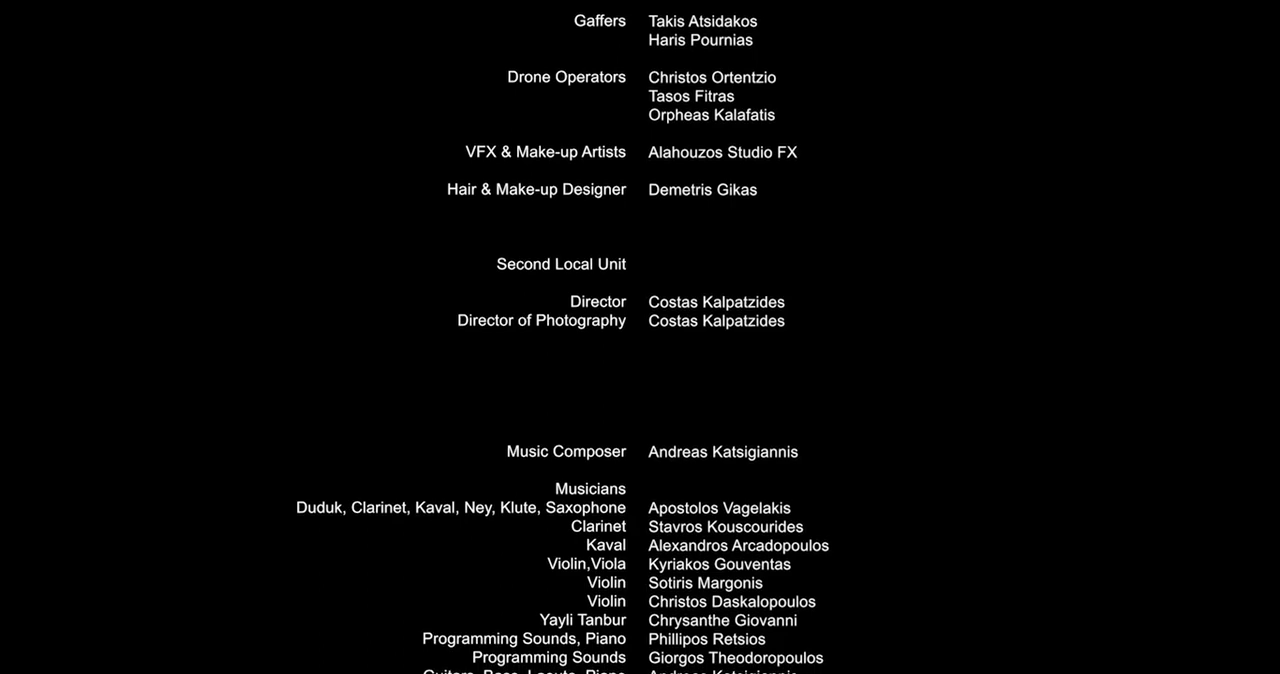 Gaffers Takis Atsidakos
Haris Pournias
Drone Operators Christos Ortentzio
Tasos Fitras
Orpheas Kalafatis
VFX & Make-up Artists Alahouzos Studio FX
Hair & Make-up Designer Demetris Gikas
Second Local Unit
Director Costas Kalpatzides
Director of Photography Costas Kalpatzides
Music Composer Andreas Katsigiannis
Musicians
Duduk, Clarinet, Kaval, Ney, Klute, Saxophone Apostolos Vagelakis
Clarinet Stavros Kouscourides
Kaval Alexandros Arcadopoulos
Violin,Viola Kyriakos Gouventas
Violin Sotiris Margonis
Violin Christos Daskalopoulos
Yayli Tanbur Chrysanthe Giovanni
Programming Sounds, Piano Phillipos Retsios
Programming Sounds Giorgos Theodoropoulos